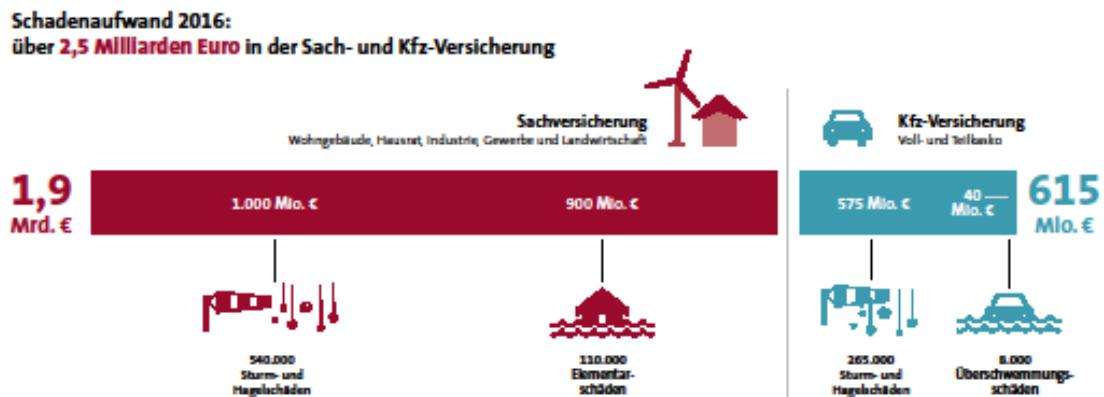 Schadenaufwand 2016:
über 2,5 Milliarden Euro in der Sach- und Kfz-Versicherung
Sachversicherung
Wohngebäude, Hausrat, Industrie, Gewerbe und Landwirtschaft
Kfz-Versicherung
Voll- und Teilkasko
1,9
Mrd. €
1.000 Mio. €
900 Mio. €
575 Mio. €
40
Mio. €
615
Mio. €
540.000
Sturm- und
Hagelschäden
110.000
Elementar-
schäden
265.000
Sturm- und
Hagelschäden
8.000
Überschwemmungs-
schäden